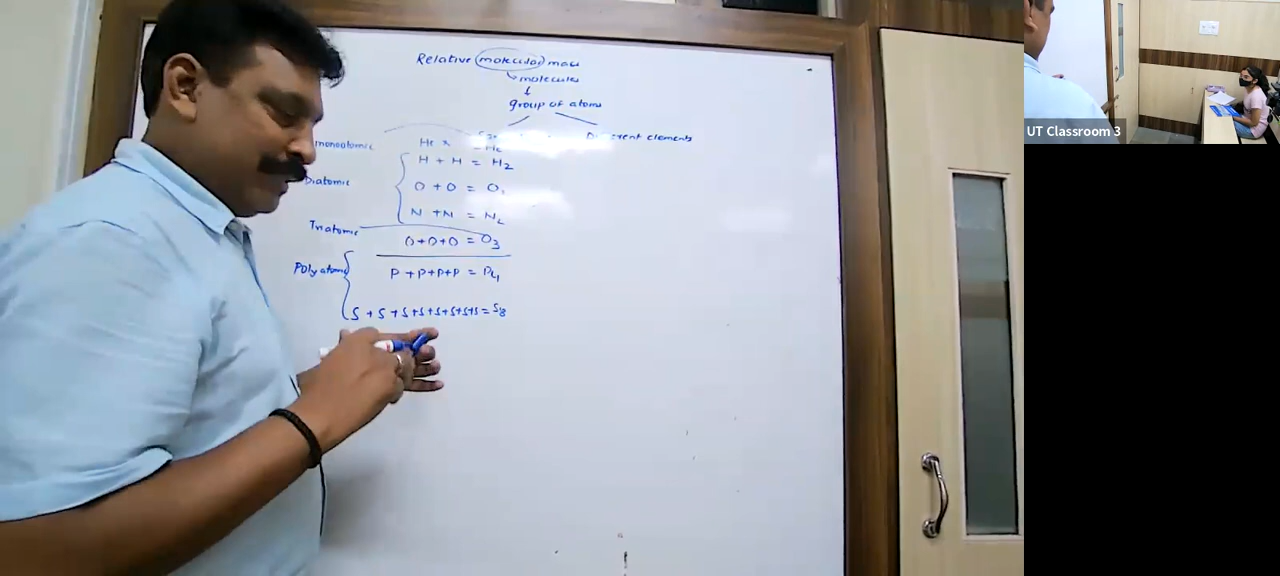 Relative molecular mass
molecules
group of atoms
Different elements
monoatomic He
Diatomic
H + H = H2
O + O = O2
N + N = N2
Triatomic
O+O+O = O3
Polyatomic
P + P+P+P = P4
S + S + S+S+S+S+S+S = S8
UT Classroom 3